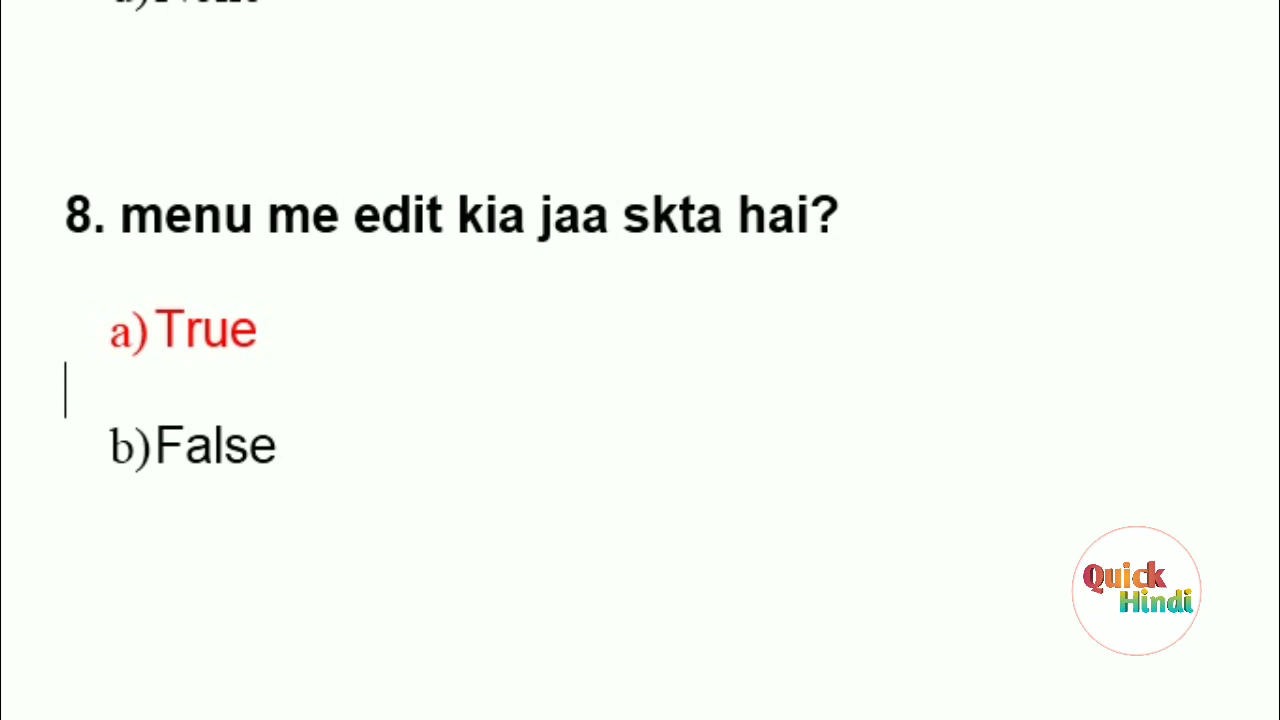 8. menu me edit kia jaa skta hai?
a) True
b) False
Quick
Hindi